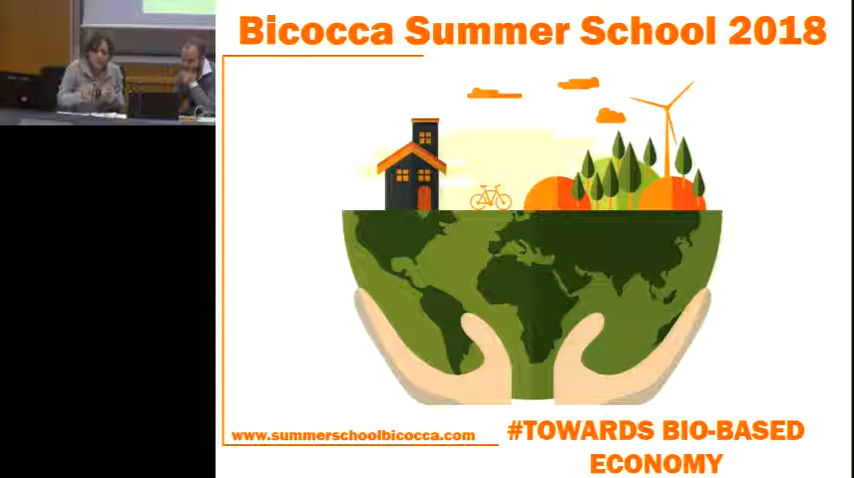 Bicocca Summer School 2018
www.summerschoolbicocca.com
#TOWARDS BIO-BASED
ECONOMY